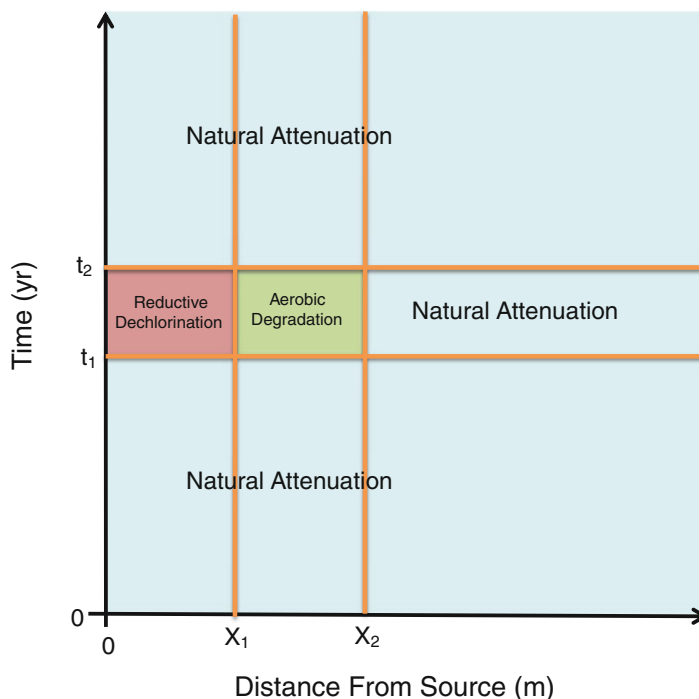 Natural Attenuation
t2
Reductive
Dechlorination
Aerobic
Degradation
Natural Attenuation
Time (yr)
t1
Natural Attenuation
0
0
X1
X2
Distance From Source (m)